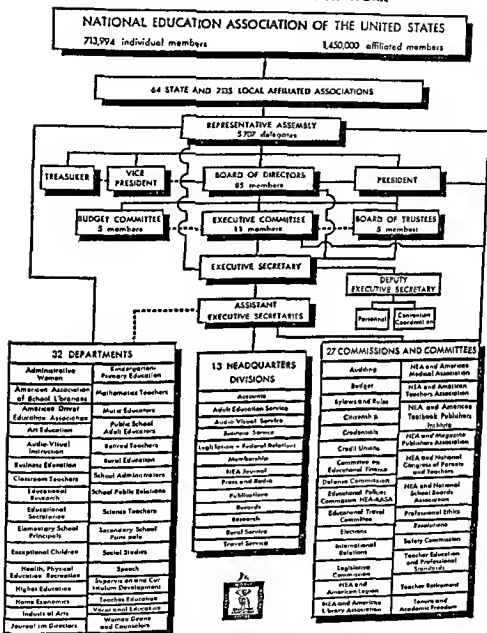 NATIONAL EDUCATION ASSOCIATION OF THE UNITED STATES
713,994 individual members
1,450,000 affiliated members
64 STATE AND 7135 LOCAL AFFILIATED ASSOCIATIONS
REPRESENTATIVE ASSEMBLY
5707 delegates
TREASURER
VICE
PRESIDENT
BOARD OF DIRECTORS
85 members
PRESIDENT
BUDGET COMMITTEE
5 members
EXECUTIVE COMMITTEE
11 members
BOARD OF TRUSTEES
5 members
EXECUTIVE SECRETARY
DEPUTY
EXECUTIVE SECRETARY
Personnel
Convention
Coordination
ASSISTANT
EXECUTIVE SECRETARIES
32 DEPARTMENTS
Administrative
Women
American Association
of School Librarians
American Driver
Education Association
Art Education
Audio-Visual
Instruction
Business Education
Classroom Teachers
Educational
Research
Educational
Secretaries
Elementary School
Principals
Exceptional Children
Health, Physical
Education Recreation
Higher Education
Home Economics
Industrial Arts
Journalism Directors
Kindergarten-
Primary Education
Mathematics Teachers
Music Educators
Public School
Adult Educators
Retired Teachers
Rural Education
School Administrators
School Public Relations
Science Teachers
Secondary School
Principals
Social Studies
Speech
Supervision and Cur
riculum Development
Teacher Education
Vocational Education
Women Deans
and Counselors
13 HEADQUARTERS
DIVISIONS
Accounts
Adult Education Service
Audio Visual Service
Business Service
Legislation + Federal Relations
Membership
NEA Journal
Press and Radio
Publications
Records
Research
Rural Service
Travel Service
27 COMMISSIONS AND COMMITTEES
Auditing
Budget
Bylaws and Rules
Citizenship
Credentials
Credit Unions
Committee on
Educational Finance
Defense Commission
Educational Policies
Commission NEA-AASA
Educational Travel
Committee
Elections
International
Relations
Legislative
Commission
NEA and
American Legion
NEA and American
Library Association
NEA and American
Medical Association
NEA and American
Teachers Association
NEA and American
Textbook Publishers
Institute
NEA and Magazine
Publishers Association
NEA and National
Congress of Parents
and Teachers
NEA and National
School Boards
Association
Professional Ethics
Resolutions
Safety Commission
Teacher Education
and Professional
Standards
Teacher Retirement
Tenure and
Academic Freedom